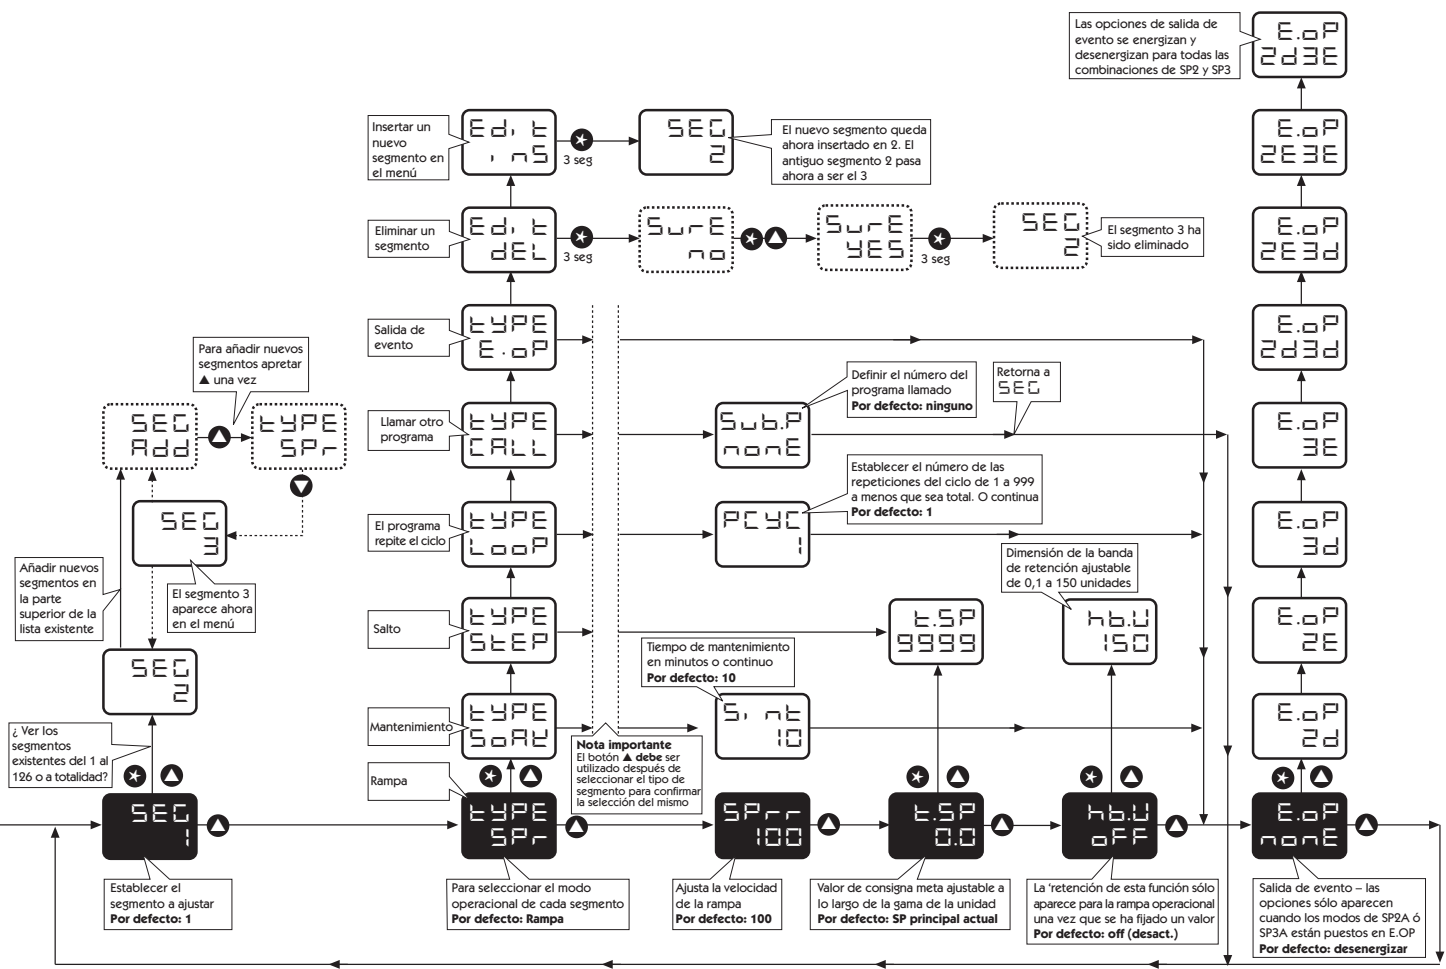 Las opciones de salida de
evento se energizan y
desenergizan para todas las
combinaciones de SP2 y SP3
E.oP
2d3E
Insertar un
nuevo
segmento en
el menú
Edit
inS
3 seg
SEG
2
El nuevo segmento queda
ahora insertado en 2. El
antiguo segmento 2 pasa
ahora a ser el 3
E.oP
2E3E
Eliminar un
segmento
Edit
dEL
3 seg
SurE
no
SurE
YES
3 seg
SEG
2
El segmento 3 ha
sido eliminado
E.oP
2E3d
Salida de
evento
tYPE
E.oP
E.oP
2d3d
Para añadir nuevos
segmentos apretar
▲ una vez
SEG
Add
tYPE
SPr
Llamar otro
programa
tYPE
CALL
Sub.P
nonE
Definir el número del
programa llamado
Por defecto: ninguno
Retorna a
SEG
E.oP
3E
SEG
3
El segmento 3
aparece ahora
en el menú
Añadir nuevos
segmentos en
la parte
superior de la
lista existente
El programa
repite el ciclo
tYPE
LooP
PCYC
1
Establecer el número de las
repeticiones del ciclo de 1 a 999
a menos que sea total. O continua
Por defecto: 1
E.oP
3d
Dimensión de la banda
de retención ajustable
de 0,1 a 150 unidades
SEG
2
Salto
tYPE
StEP
t.SP
9999
hb.U
150
E.oP
2E
Tiempo de mantenimiento
en minutos o continuo
Por defecto: 10
Mantenimiento
tYPE
SoAK
Sint
10
E.oP
2d
¿ Ver los
segmentos
existentes del 1 al
126 o a totalidad?
Nota importante
El botón ▲ debe ser
utilizado después de
seleccionar el tipo de
segmento para confirmar
la selección del mismo
Rampa
SEG
1
tYPE
SPr
SPrr
100
t.SP
0.0
hb.U
oFF
E.oP
nonE
Establecer el
segmento a ajustar
Por defecto: 1
Para seleccionar el modo
operacional de cada segmento
Por defecto: Rampa
Ajusta la velocidad
de la rampa
Por defecto: 100
Valor de consigna meta ajustable a
lo largo de la gama de la unidad
Por defecto: SP principal actual
La 'retención de esta función sólo
aparece para la rampa operacional
una vez que se ha fijado un valor
Por defecto: off (desact.)
Salida de evento – las
opciones sólo aparecen
cuando los modos de SP2A ó
SP3A están puestos en E.OP
Por defecto: desenergizar